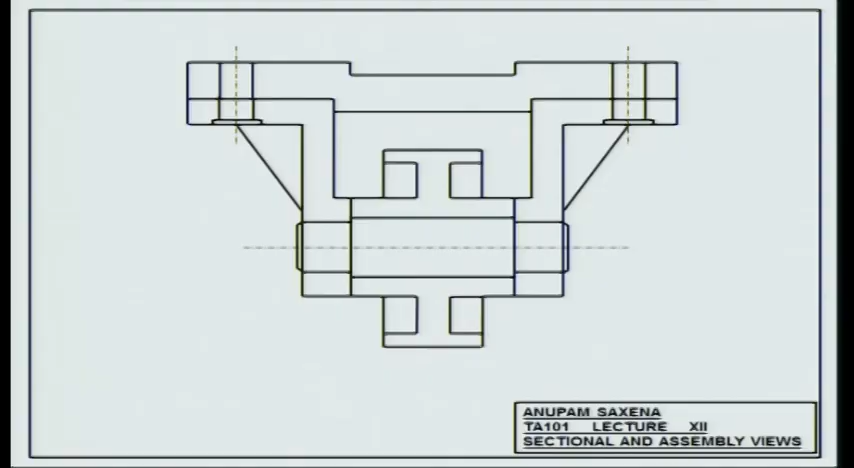 ANUPAM SAXENA
TA101 LECTURE XII
SECTIONAL AND ASSEMBLY VIEWS